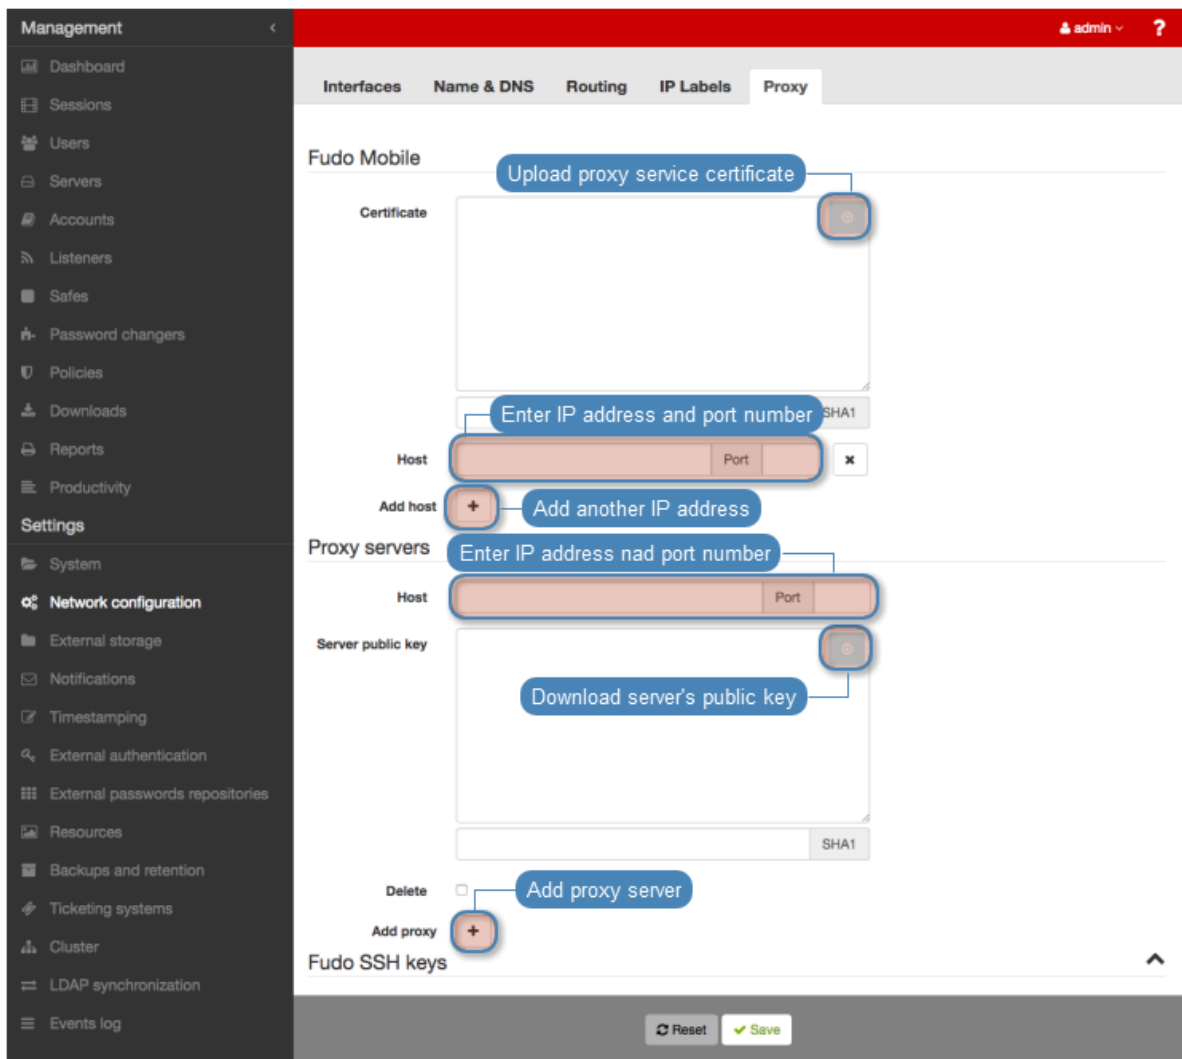 Management
admin
?
Dashboard
Sessions
Users
Servers
Accounts
Listeners
Safes
Password changers
Policies
Downloads
Reports
Productivity
Settings
System
Network configuration
External storage
Notifications
Timestamping
External authentication
External passwords repositories
Resources
Backups and retention
Ticketing systems
Cluster
LDAP synchronization
Events log
Interfaces Name & DNS Routing IP Labels Proxy
Fudo Mobile
Upload proxy service certificate
Certificate
Enter IP address and port number
SHA1
Host Port
Add host + Add another IP address
Proxy servers
Enter IP address nad port number
Host Port
Server public key
Download server's public key
SHA1
Delete
Add proxy server
Add proxy +
Fudo SSH keys
Reset Save